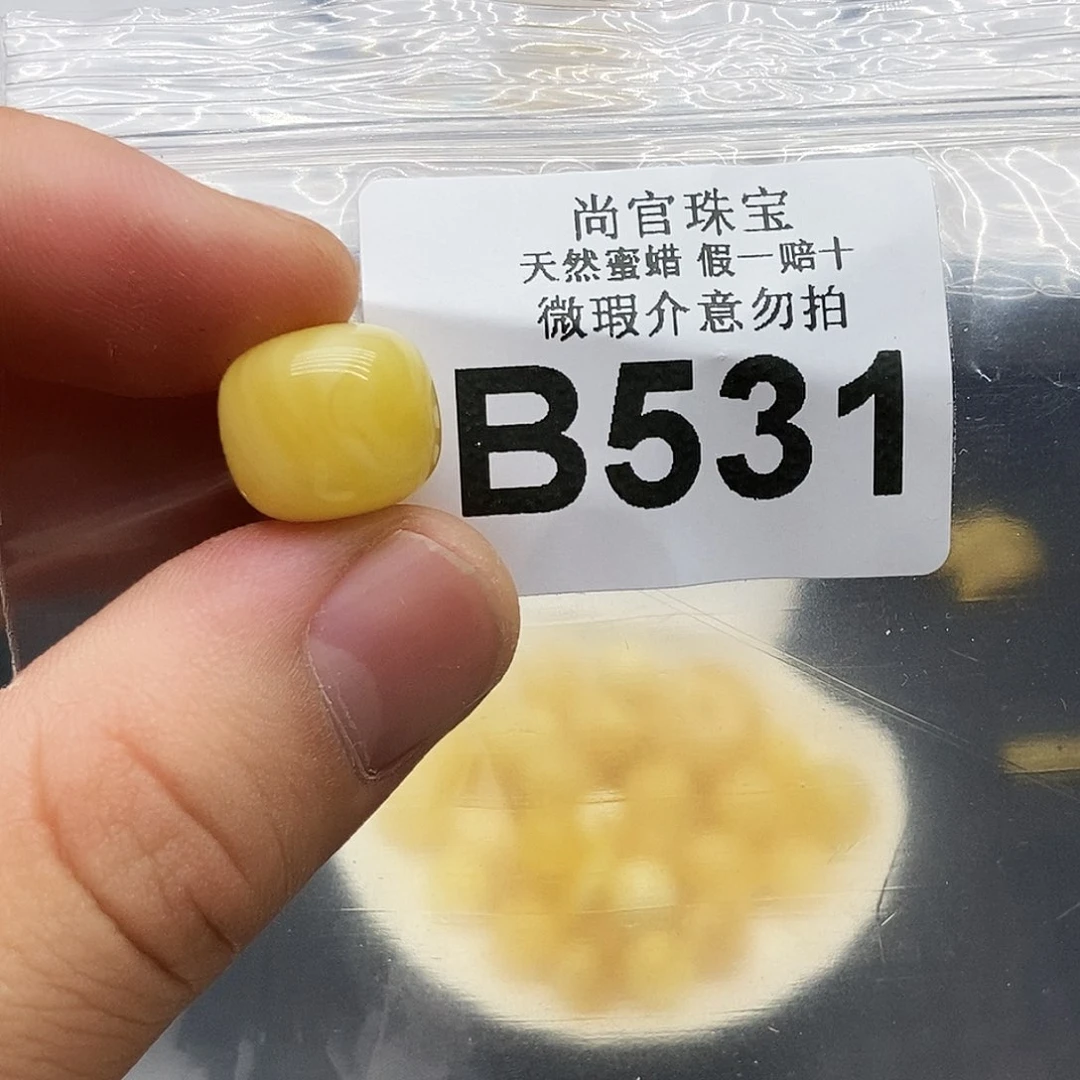 尚官珠宝
天然蜜蜡 假一赔十
微瑕介意勿拍
B531